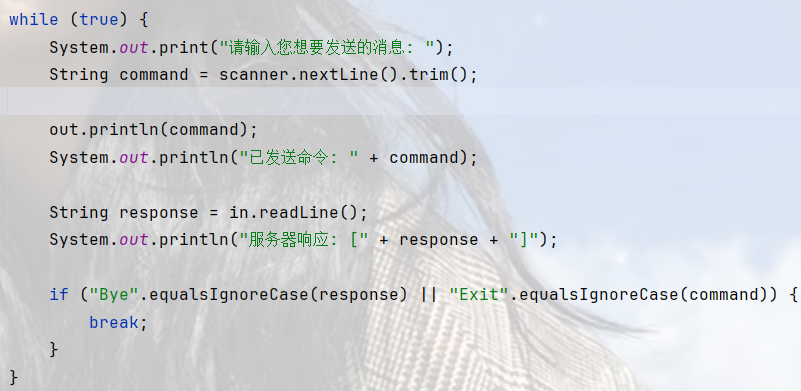 while (true) {
    System.out.print("请输入您想要发送的消息: ");
    String command = scanner.nextLine().trim();
    out.println(command);
    System.out.println("已发送命令: " + command);
    String response = in.readLine();
    System.out.println("服务器响应: [" + response + "]");
    if ("Bye".equalsIgnoreCase(response) || "Exit".equalsIgnoreCase(command)) {
        break;
    }
}